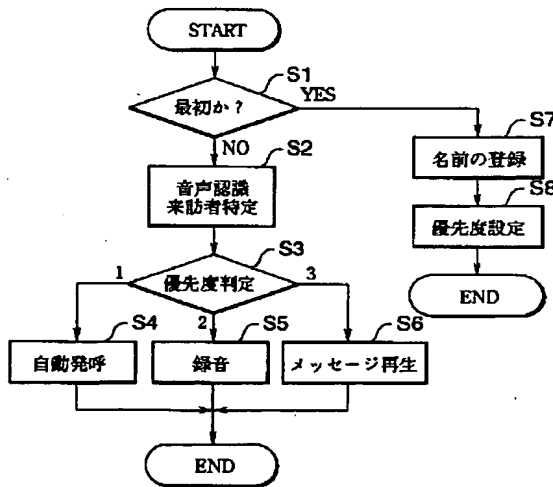 START
S1
最初か?
YES
NO
S2
音声認識
来訪者特定
S3
優先度判定
1
2
3
S4
自動発呼
S5
録音
S6
メッセージ再生
END
S7
名前の登録
S8
優先度設定
END